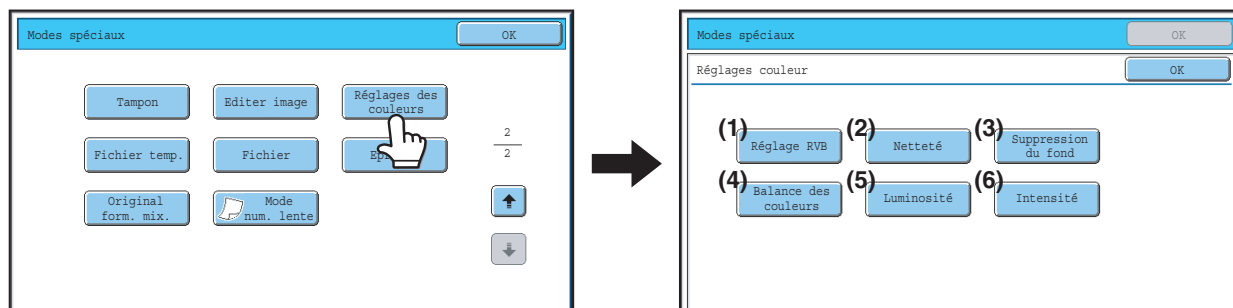 Modes spéciaux
OK
Tampon
Editer image
Réglages des
couleurs
Fichier temp.
Fichier
2
2
Original
form. mix.
Mode
num. lente
Modes spéciaux
OK
Réglages couleur
OK
(1)
Réglage RVB
(2)
Netteté
(3)
Suppression
du fond
(4)
Balance des
couleurs
(5)
Luminosité
(6)
Intensité